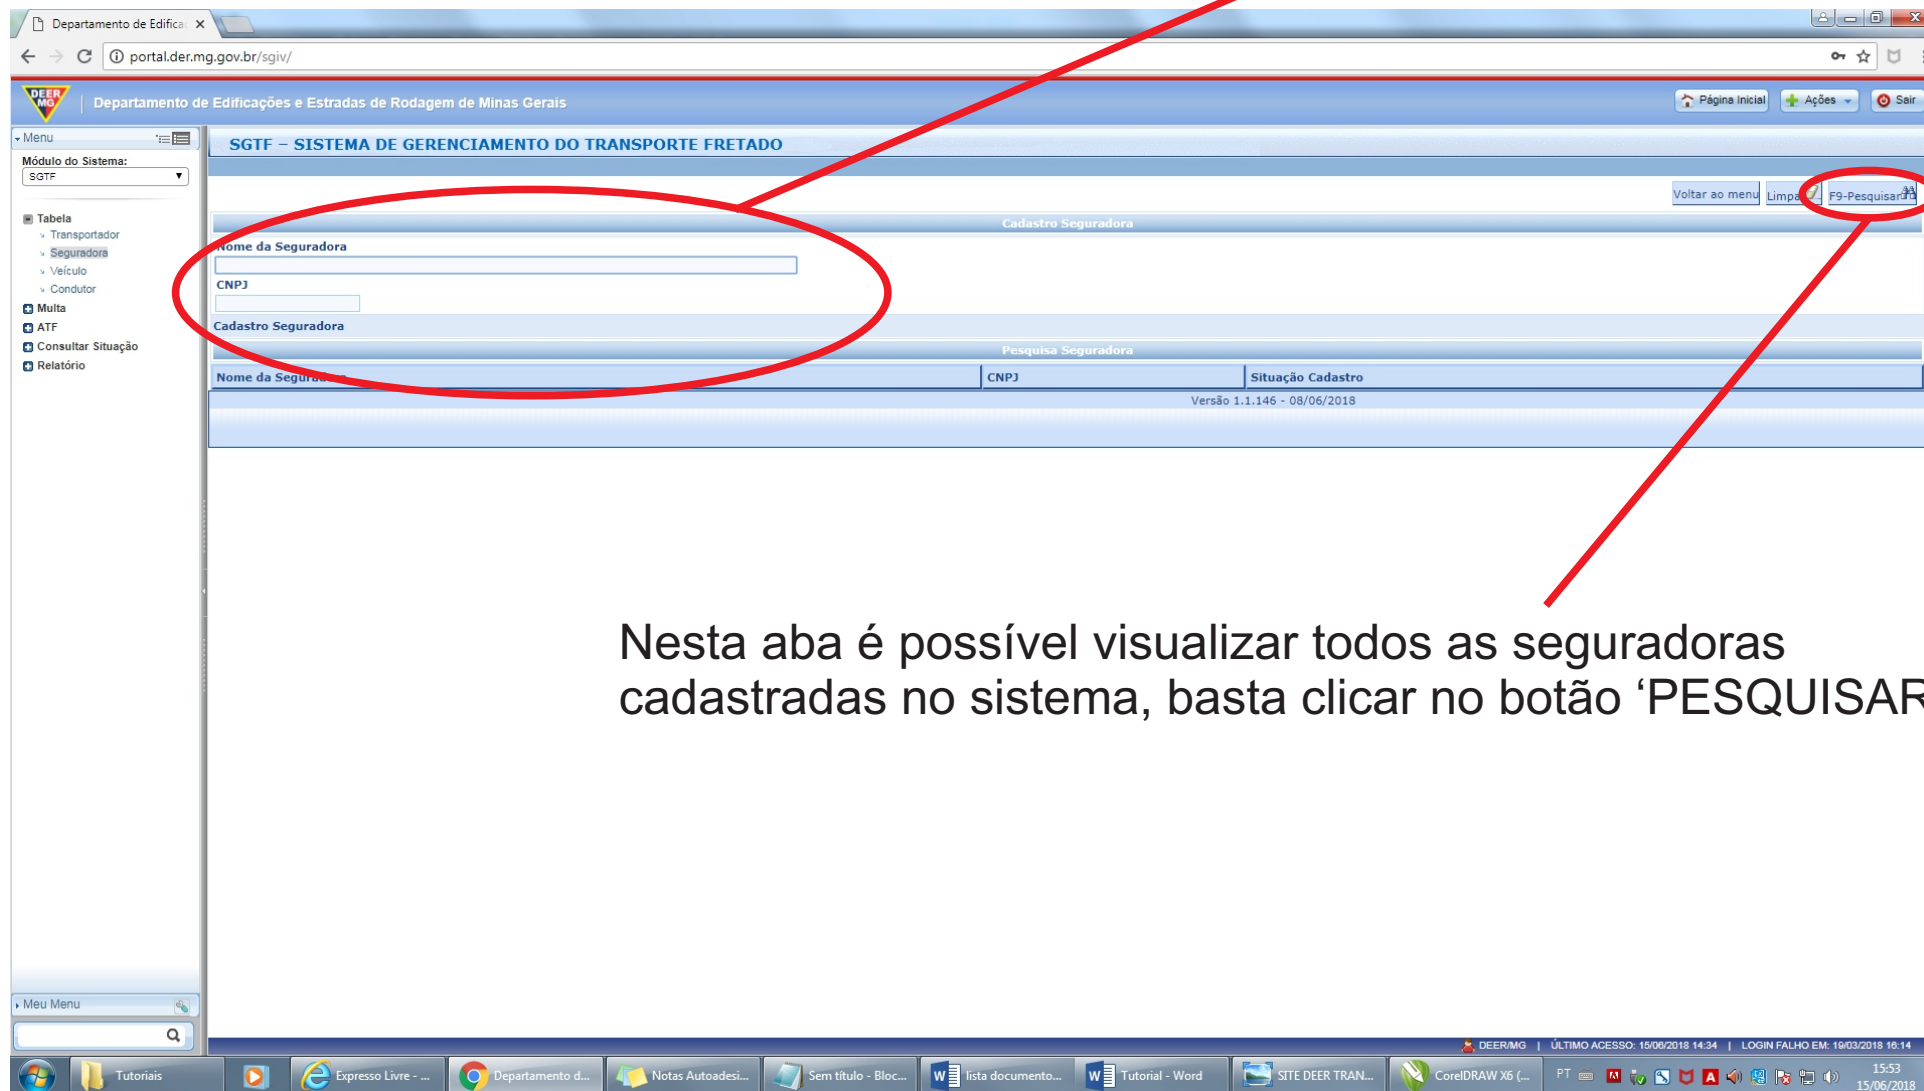 Departamento de Edifica
portal.der.mg.gov.br/sgiv/
DEER
MG
Departamento de Edificações e Estradas de Rodagem de Minas Gerais
Página Inicial
Ações
Sair
Menu
Módulo do Sistema:
SGTF
SGTF – SISTEMA DE GERENCIAMENTO DO TRANSPORTE FRETADO
Voltar ao menu
Limpa
F9-Pesquisar
Tabela
Transportador
Seguradora
Veículo
Condutor
Multa
ATF
Consultar Situação
Relatório
Cadastro Seguradora
Nome da Seguradora
CNPJ
Cadastro Seguradora
Pesquisa Seguradora
Nome da Seguradora
CNPJ
Situação Cadastro
Versão 1.1.146 - 08/06/2018
Nesta aba é possível visualizar todos as seguradoras
cadastradas no sistema, basta clicar no botão ‘PESQUISAR
Meu Menu
DEER/MG | ÚLTIMO ACESSO: 15/06/2018 14:34 | LOGIN FALHO EM: 19/03/2018 16:14
Tutoriais
Expresso Livre - ...
Departamento d...
Notas Autoadesi...
Sem título - Bloc...
lista documento...
Tutorial - Word
SITE DEER TRAN...
CorelDRAW X6 (...
PT
15:53
15/06/2018